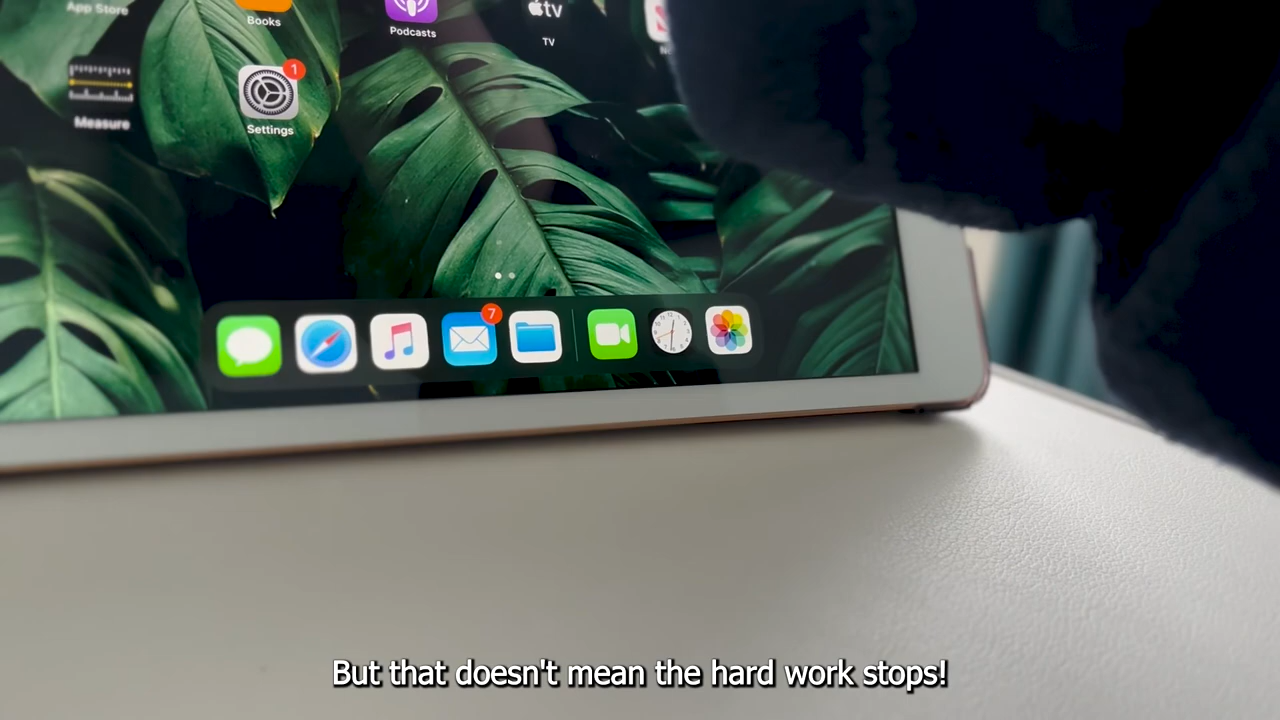 App Store
Books
Podcasts
tv
TV
Measure
1
Settings
7
But that doesn't mean the hard work stops!